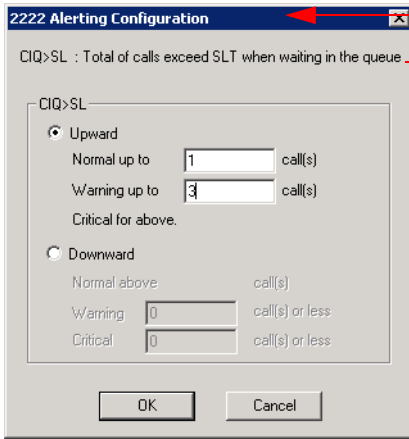 2222 Alerting Configuration
CIQ>SL : Total of calls exceed SLT when waiting in the queue
CIQ>SL
Upward
Normal up to 1 call(s)
Warning up to 3 call(s)
Critical for above.
Downward
Normal above call(s)
Warning 0 call(s) or less
Critical 0 call(s) or less
OK Cancel